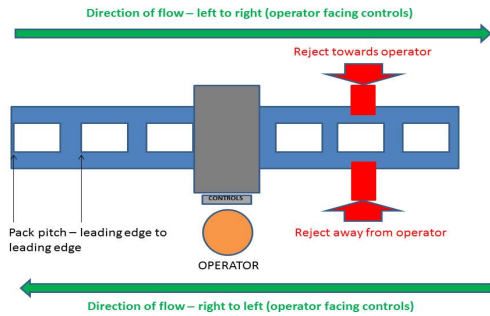 Direction of flow – left to right (operator facing controls)
Reject towards operator
CONTROLS
Pack pitch – leading edge to
leading edge
OPERATOR
Reject away from operator
Direction of flow – right to left (operator facing controls)